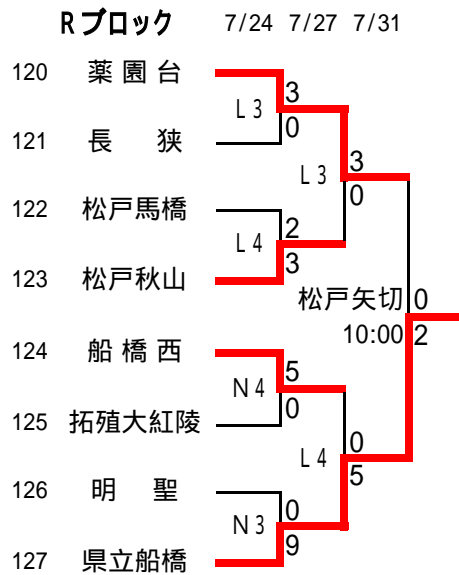 Rブロック 7/24 7/27 7/31
120 薬園台
3
L3
121 長狭
0
L3
3
0
122 松戸馬橋
2
L4
123 松戸秋山
3
松戸矢切 0
10:00 2
124 船橋西
5
N4
125 拓殖大紅陵
0
L4
0
5
126 明聖
0
N3
127 県立船橋
9